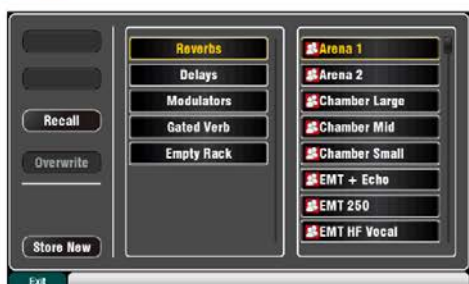 Recall
Overwrite
Store New
Reverbs
Delays
Modulators
Gated Verb
Empty Rack
Arena 1
Arena 2
Chamber Large
Chamber Mid
Chamber Small
EMT + Echo
EMT 250
EMT HF Vocal
Exit